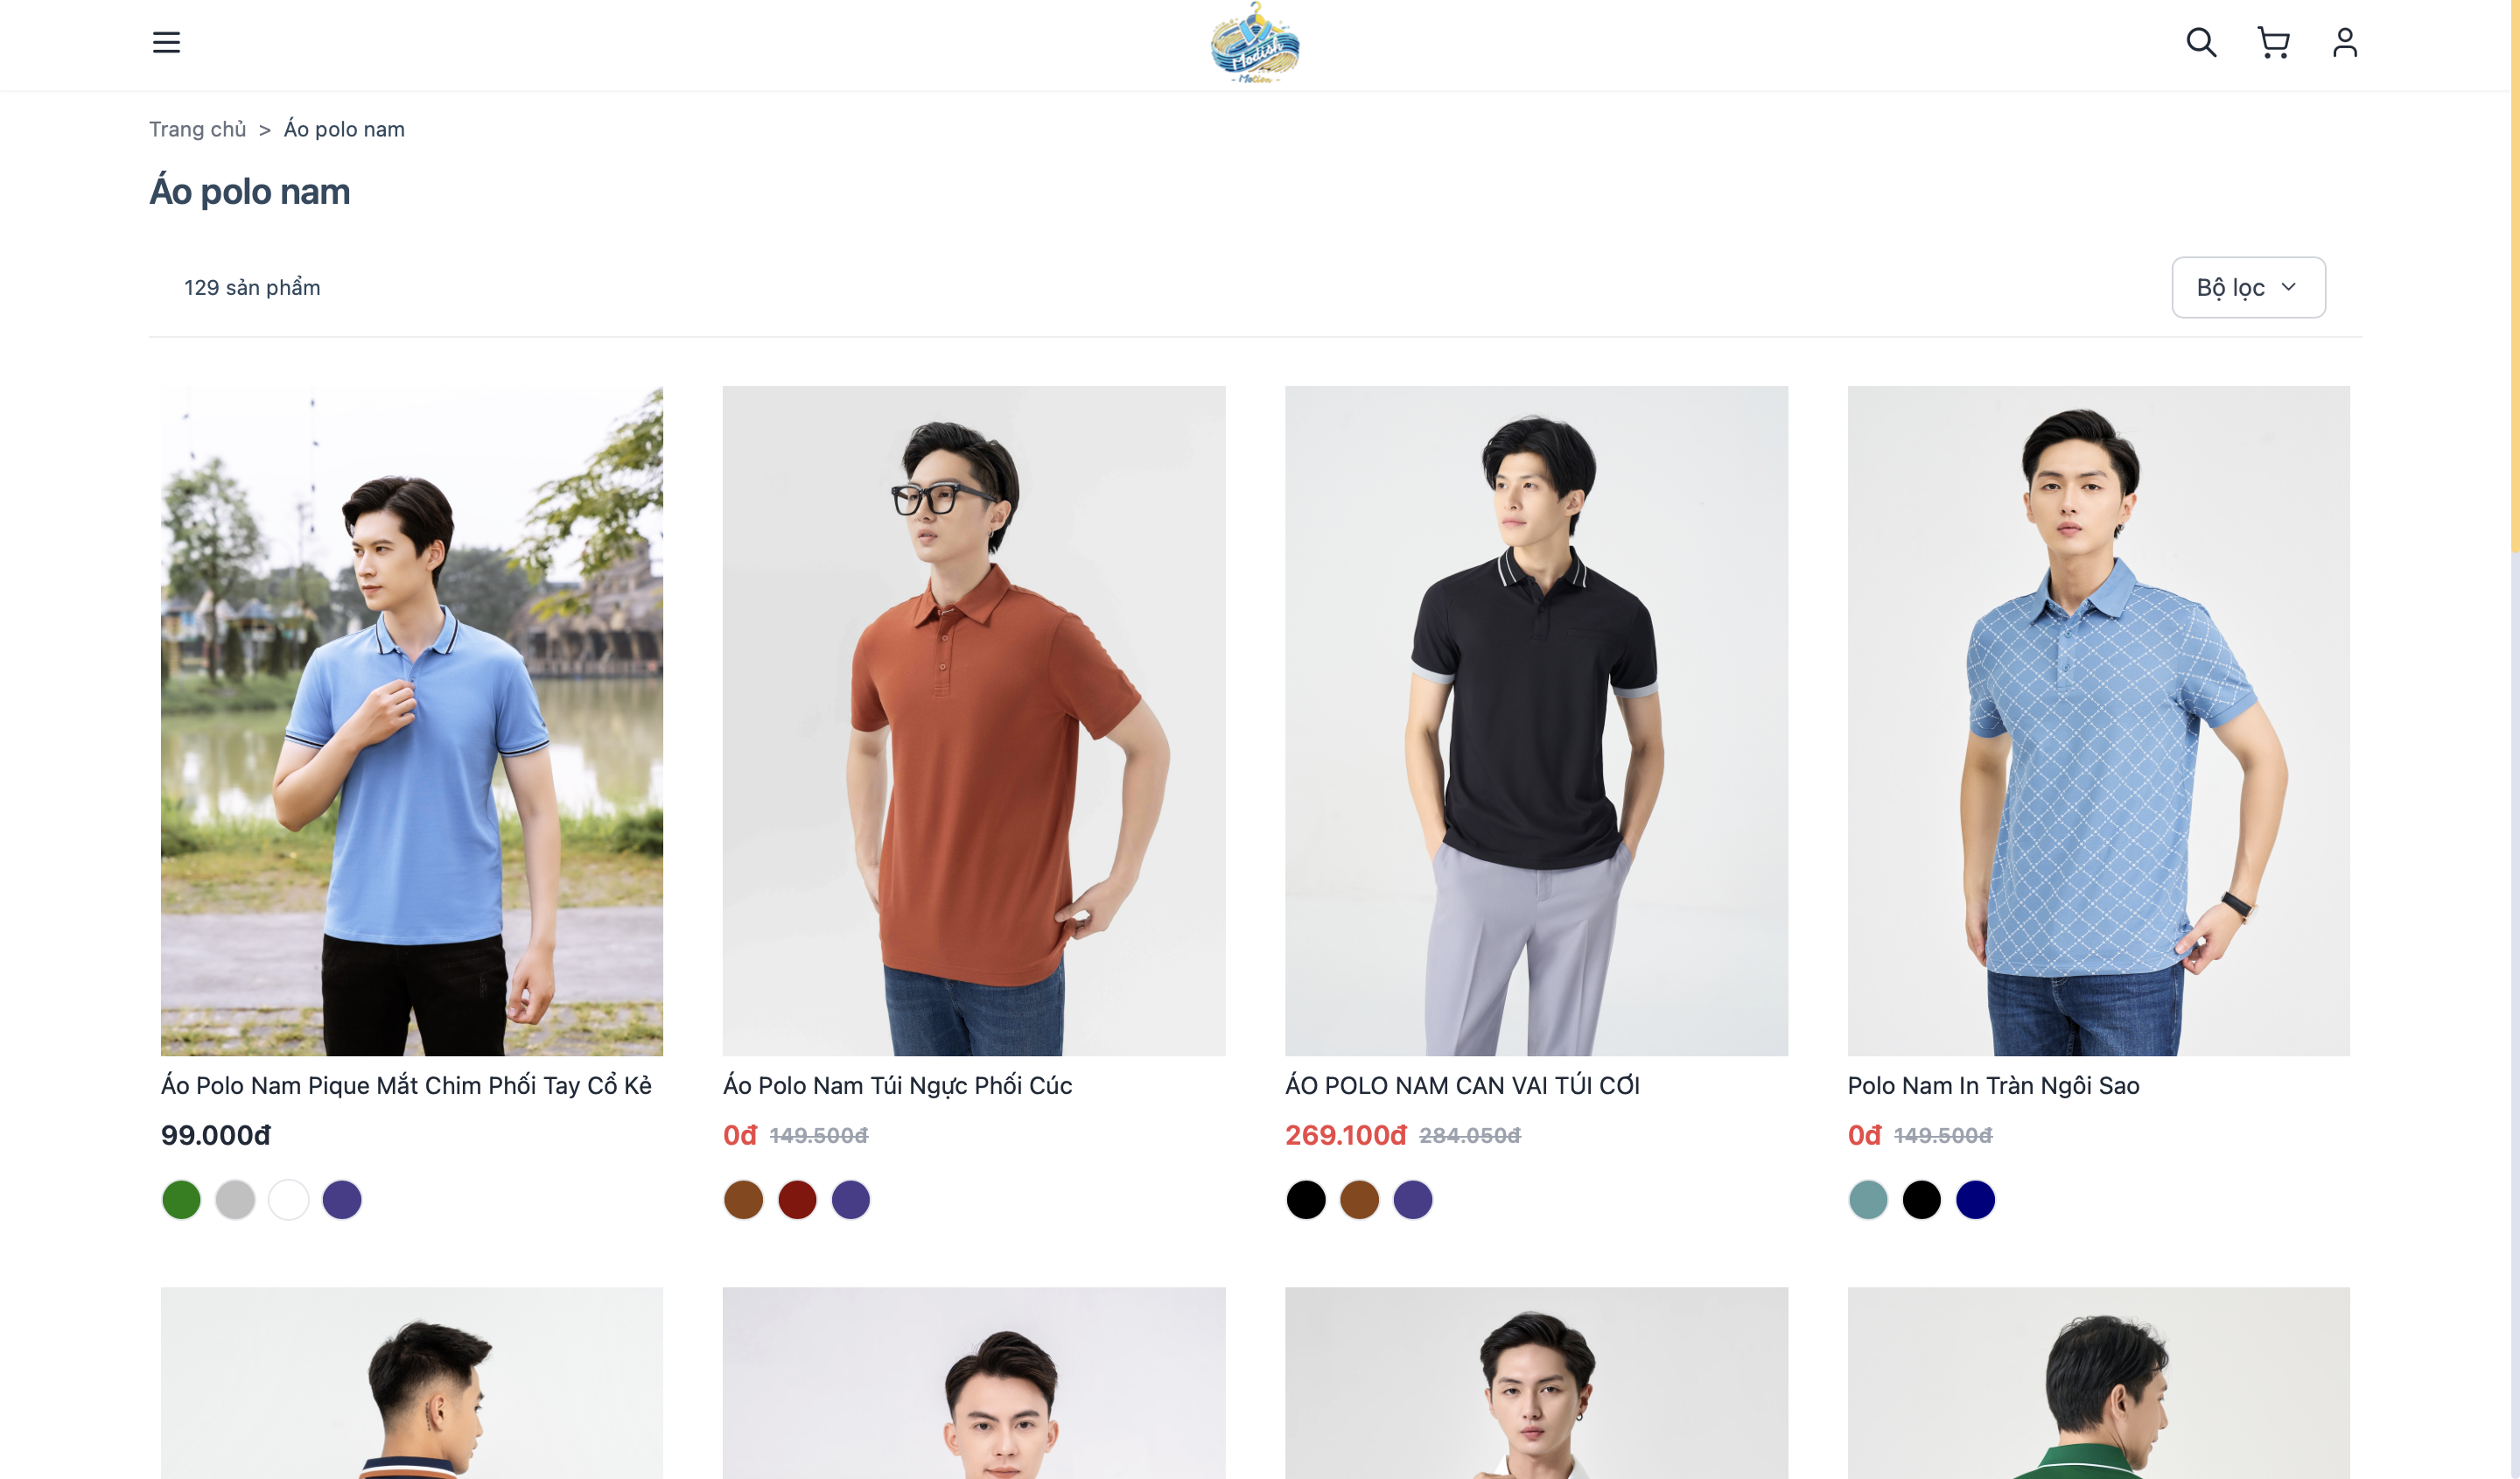 Modish
- Motion -
Trang chủ > Áo polo nam
Áo polo nam
129 sản phẩm
Bộ lọc
Áo Polo Nam Pique Mắt Chim Phối Tay Cổ Kẻ
99.000đ
Áo Polo Nam Túi Ngực Phối Cúc
0đ 149.500đ
ÁO POLO NAM CAN VAI TÚI CƠI
269.100đ 284.050đ
Polo Nam In Tràn Ngôi Sao
0đ 149.500đ